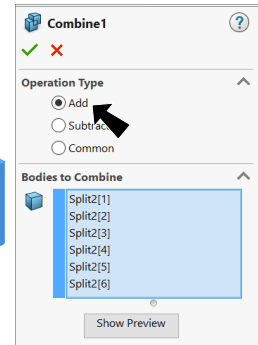 Combine1
?
Operation Type
Add
Subtract
Common
Bodies to Combine
Split2[1]
Split2[2]
Split2[3]
Split2[4]
Split2[5]
Split2[6]
Show Preview